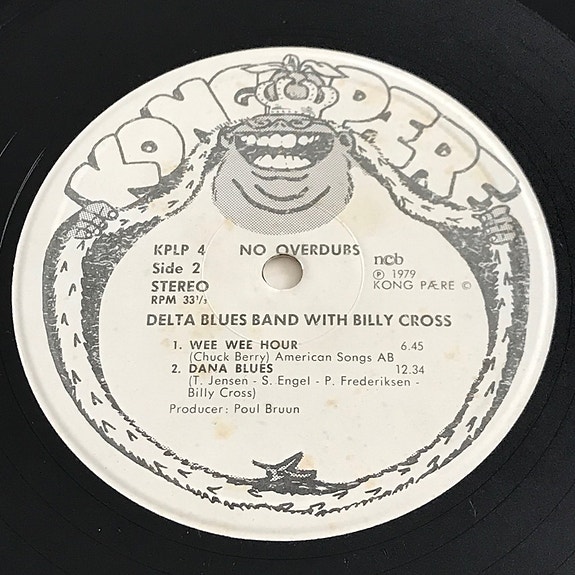 KONG PÆRE
KPLP 4 NO OVERDUBS ncb
Side 2 ℗ 1979
STEREO KONG PÆRE ©
RPM 33⅓
DELTA BLUES BAND WITH BILLY CROSS
1. WEE WEE HOUR 6.45
(Chuck Berry) American Songs AB
2. DANA BLUES 12.34
(T. Jensen - S. Engel - P. Frederiksen -
Billy Cross)
Producer: Poul Bruun